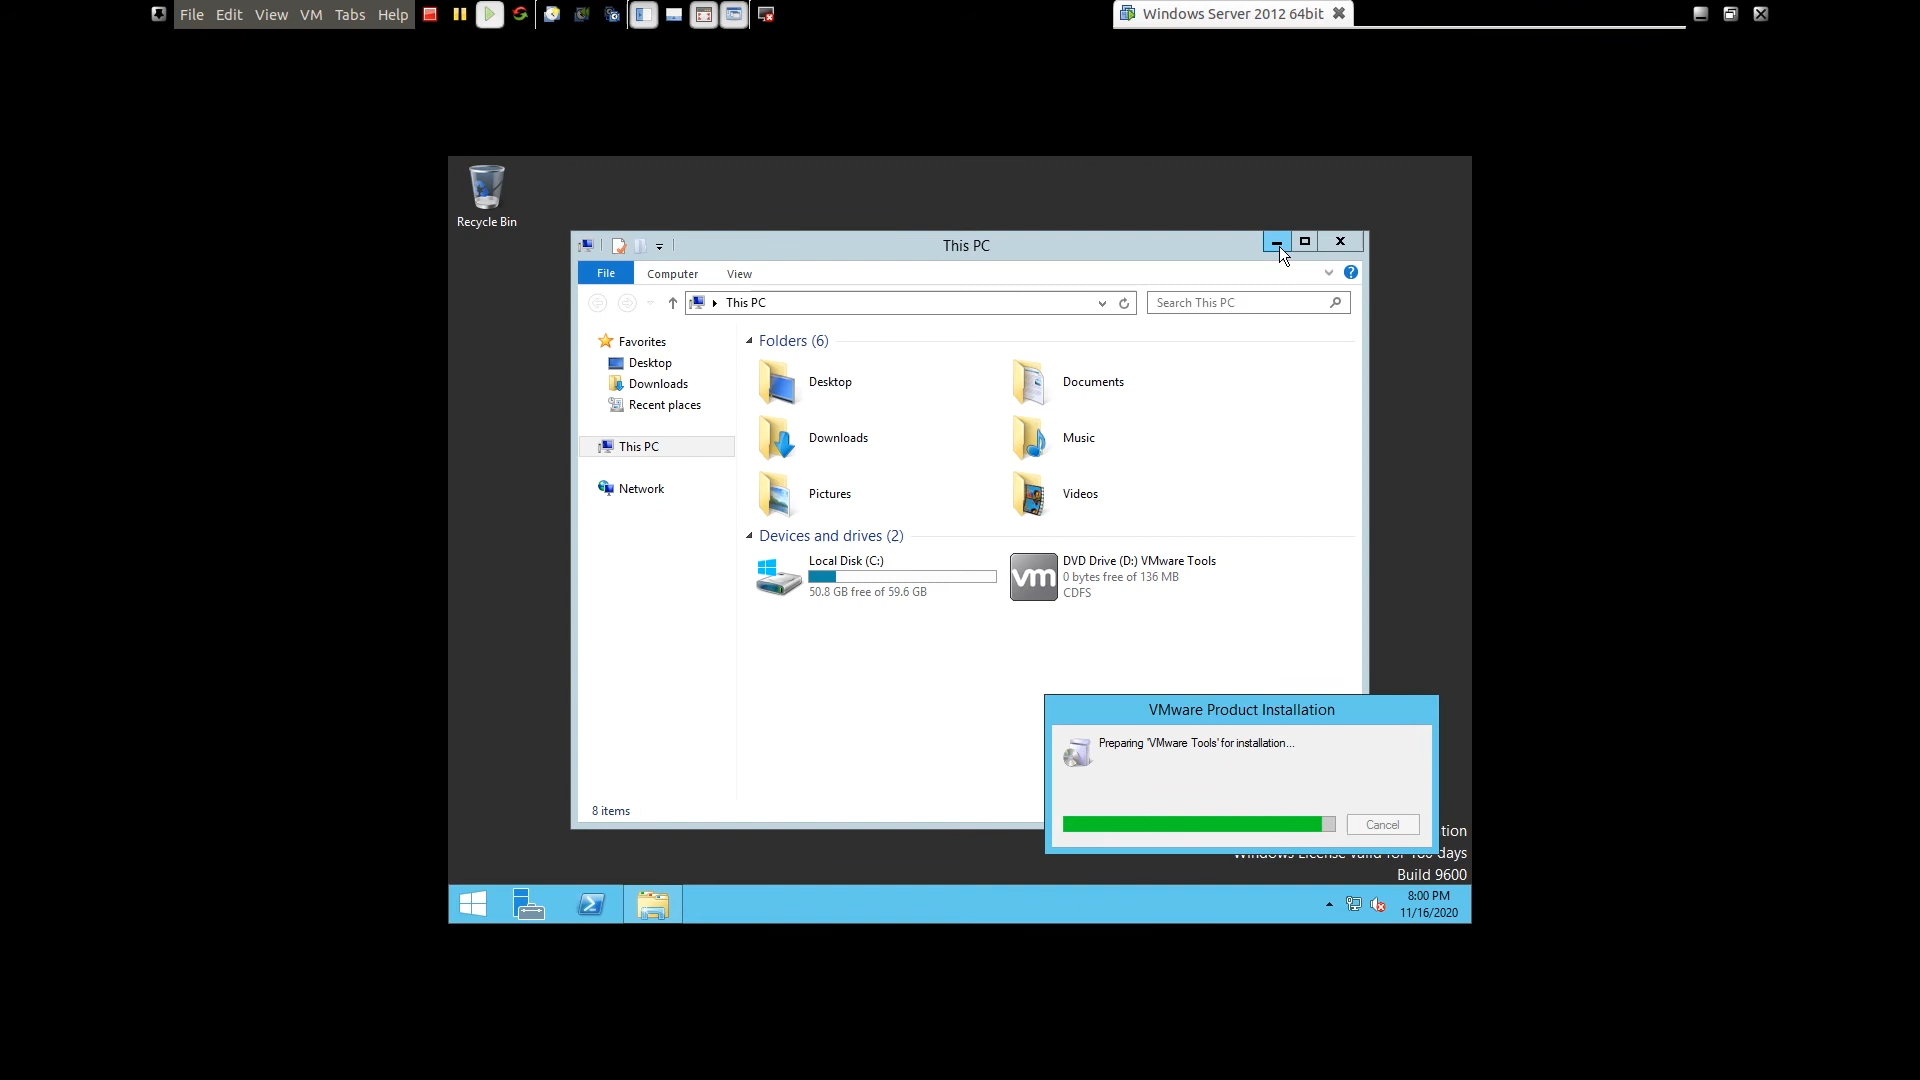 File Edit View VM Tabs Help
Windows Server 2012 64bit
Recycle Bin
This PC
File Computer View
This PC
Search This PC
Favorites
Desktop
Downloads
Recent places
This PC
Network
Folders (6)
Desktop
Documents
Downloads
Music
Pictures
Videos
Devices and drives (2)
Local Disk (C:)
50.8 GB free of 59.6 GB
vm
DVD Drive (D:) VMware Tools
0 bytes free of 136 MB
CDFS
8 items
VMware Product Installation
Preparing 'VMware Tools' for installation...
Cancel
tion
days
Build 9600
8:00 PM
11/16/2020